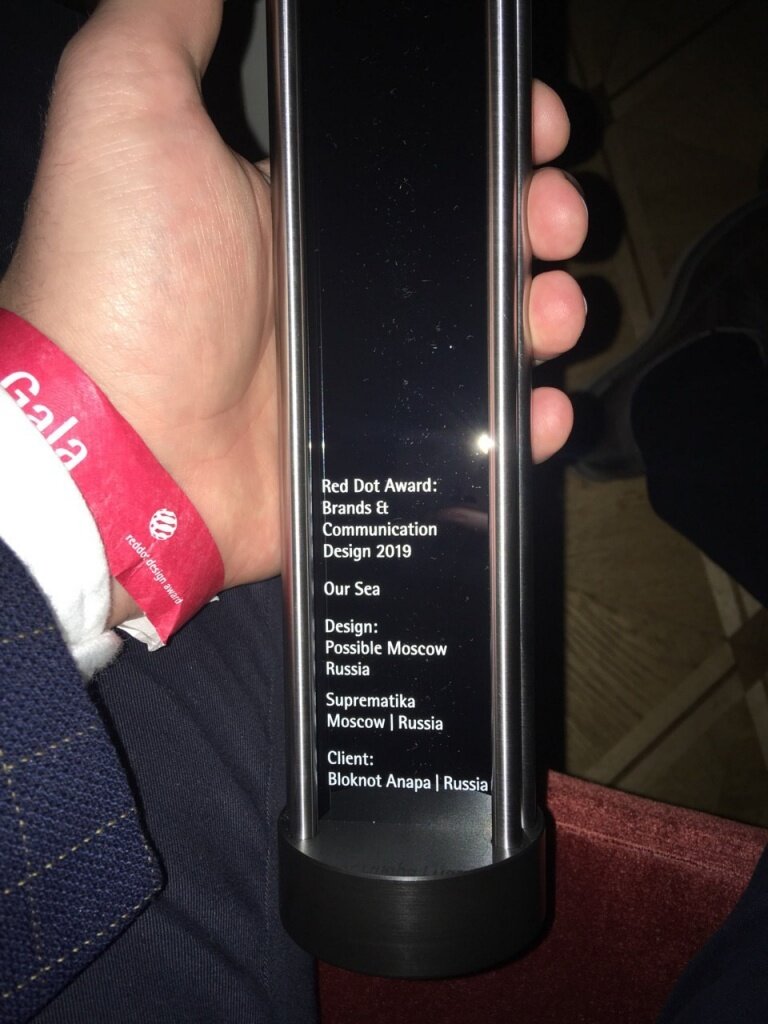 Gala
reddot design award
Red Dot Award:
Brands &
Communication
Design 2019
Our Sea
Design:
Possible Moscow
Russia
Suprematika
Moscow | Russia
Client:
Bloknot Anapa | Russia